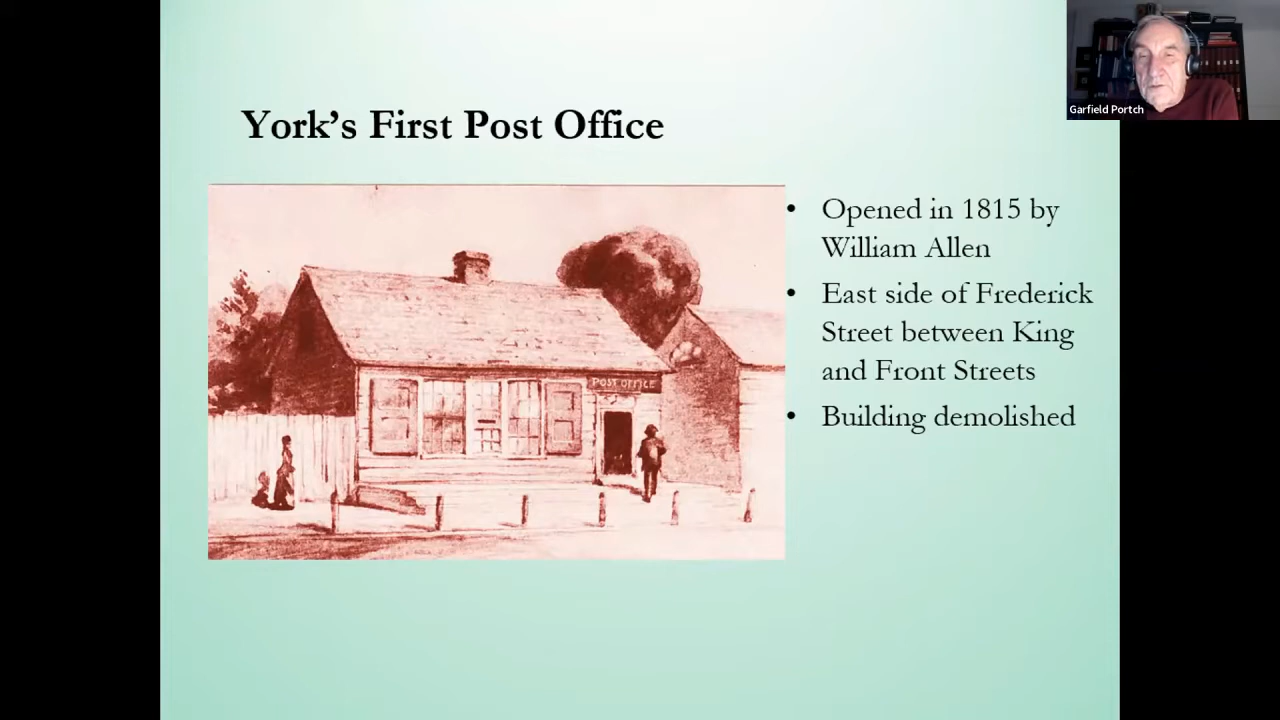 York's First Post Office
Garfield Portch
POST OFFICE
• Opened in 1815 by
William Allen
• East side of Frederick
Street between King
and Front Streets
• Building demolished